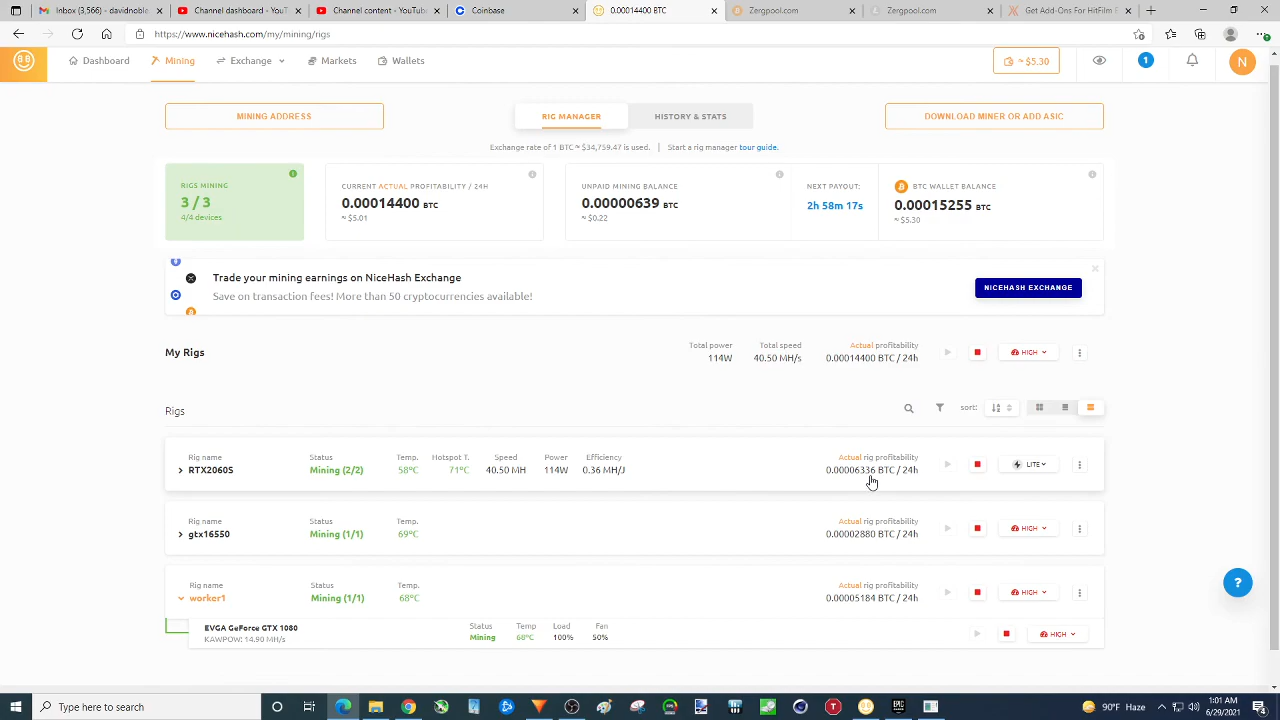 Inbox (3,566) - davidnoble
Channel content - YouTub
Channel content - YouTub
Coinbase
0.00014400 BTC
Zergpool.com
Zergpool.com
Get Add-Ons For HitFilm E
https://www.nicehash.com/my/mining/rigs
Dashboard
Mining
Exchange
Markets
Wallets
≈ $5.30
1
N
MINING ADDRESS
RIG MANAGER
HISTORY & STATS
DOWNLOAD MINER OR ADD ASIC
Exchange rate of 1 BTC ≈ $34,759.47 is used. | Start a rig manager tour guide.
RIGS MINING
3 / 3
4/4 devices
CURRENT ACTUAL PROFITABILITY / 24H
0.00014400 BTC
≈ $5.01
UNPAID MINING BALANCE
0.00000639 BTC
≈ $0.22
NEXT PAYOUT:
2h 58m 17s
BTC WALLET BALANCE
0.00015255 BTC
≈ $5.30
Trade your mining earnings on NiceHash Exchange
Save on transaction fees! More than 50 cryptocurrencies available!
NICEHASH EXCHANGE
My Rigs
Total power
114W
Total speed
40.50 MH/s
Actual profitability
0.00014400 BTC / 24h
HIGH
Rigs
sort:
Rig name
RTX2060S
Status
Mining (2/2)
Temp.
58°C
Hotspot T.
71°C
Speed
40.50 MH
Power
114W
Efficiency
0.36 MH/J
Actual rig profitability
0.00006336 BTC / 24h
LITE
Rig name
gtx16550
Status
Mining (1/1)
Temp.
69°C
Actual rig profitability
0.00002880 BTC / 24h
HIGH
Rig name
worker1
Status
Mining (1/1)
Temp.
68°C
Actual rig profitability
0.00005184 BTC / 24h
HIGH
EVGA GeForce GTX 1080
KAWPOW: 14.90 MH/s
Status
Mining
Temp
68°C
Load
100%
Fan
50%
HIGH
?
Type here to search
90°F Haze
1:01 AM
6/29/2021